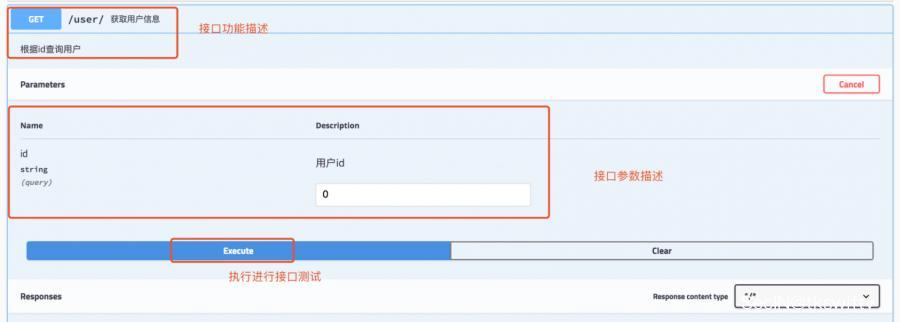 GET /user/ 获取用户信息
接口功能描述
根据id查询用户
Parameters Cancel
Name Description
id 用户id
string
(query)
0
接口参数描述
Execute Clear
执行进行接口测试
Responses Response content type */*